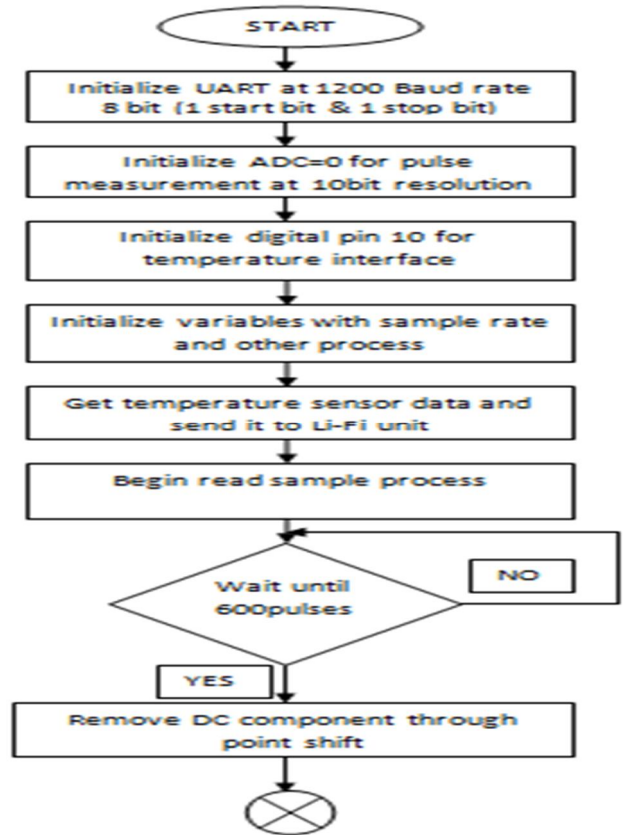 START
Initialize UART at 1200 Baud rate
8 bit (1 start bit & 1 stop bit)
Initialize ADC=0 for pulse
measurement at 10bit resolution
Initialize digital pin 10 for
temperature interface
Initialize variables with sample rate
and other process
Get temperature sensor data and
send it to Li-Fi unit
Begin read sample process
Wait until
600pulses
NO
YES
Remove DC component through
point shift